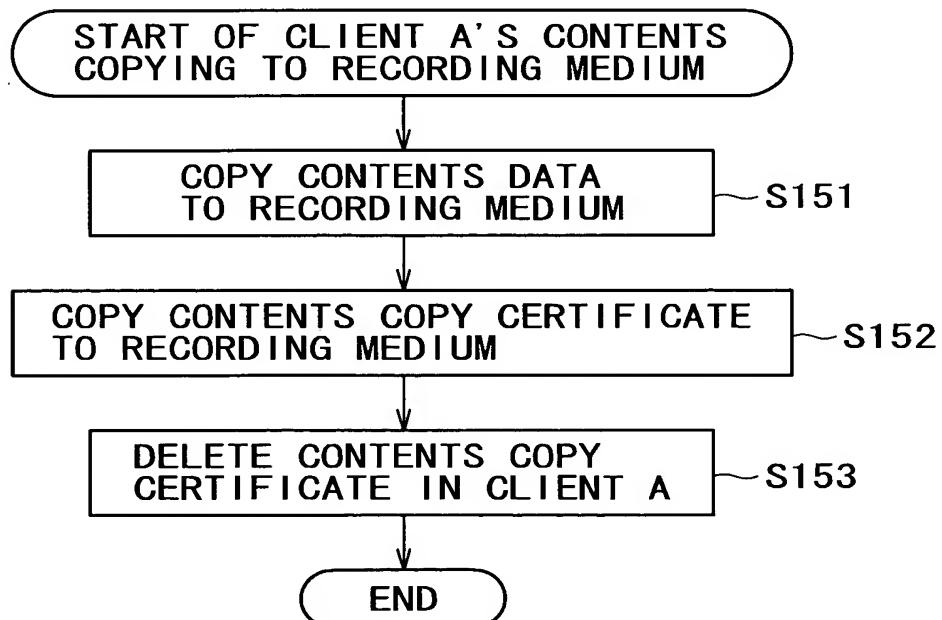 START OF CLIENT A'S CONTENTS
COPYING TO RECORDING MEDIUM
COPY CONTENTS DATA
TO RECORDING MEDIUM
S151
COPY CONTENTS COPY CERTIFICATE
TO RECORDING MEDIUM
S152
DELETE CONTENTS COPY
CERTIFICATE IN CLIENT A
S153
END